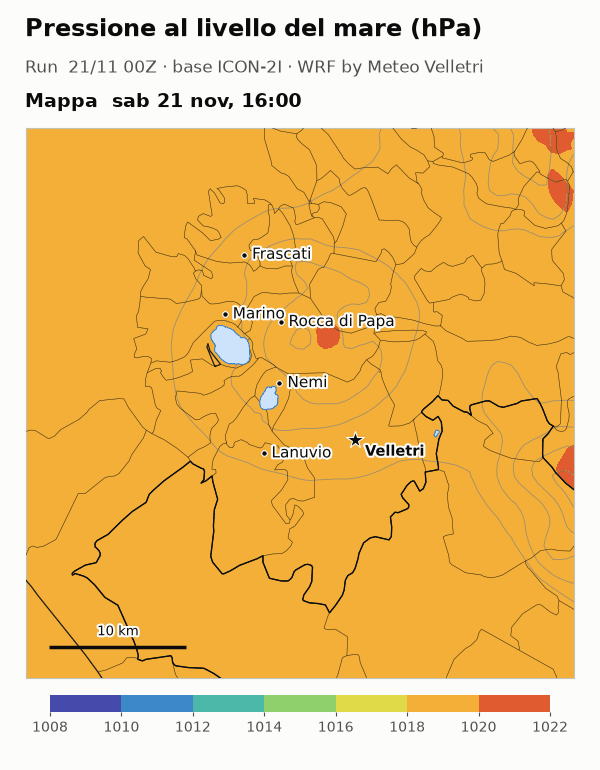 Pressione al livello del mare (hPa)
Run  21/11 00Z · base ICON-2I · WRF by Meteo Velletri
Mappa  sab 21 nov, 16:00
Frascati
Marino
Rocca di Papa
Nemi
Velletri
Lanuvio
10 km
1008 1010 1012 1014 1016 1018 1020 1022